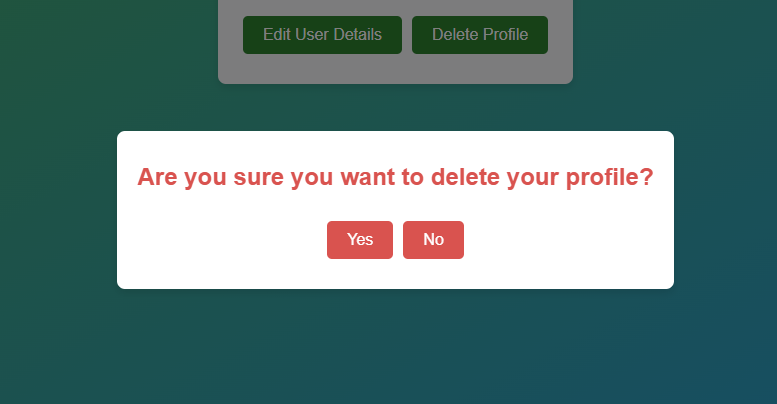 Edit User Details Delete Profile
Are you sure you want to delete your profile?
Yes No